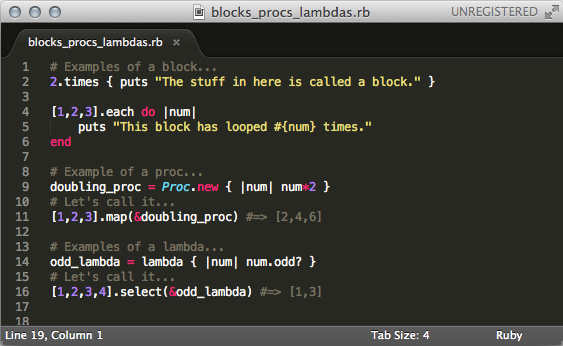 blocks_procs_lambdas.rb
UNREGISTERED
blocks_procs_lambdas.rb ×
1 # Examples of a block...
2 2.times { puts "The stuff in here is called a block." }
3
4 [1,2,3].each do |num|
5     puts "This block has looped #{num} times."
6 end
7
8 # Example of a proc...
9 doubling_proc = Proc.new { |num| num*2 }
10 # Let's call it...
11 [1,2,3].map(&doubling_proc) #=> [2,4,6]
12
13 # Examples of a lambda...
14 odd_lambda = lambda { |num| num.odd? }
15 # Let's call it...
16 [1,2,3,4].select(&odd_lambda) #=> [1,3]
17
18
Line 19, Column 1
Tab Size: 4
Ruby